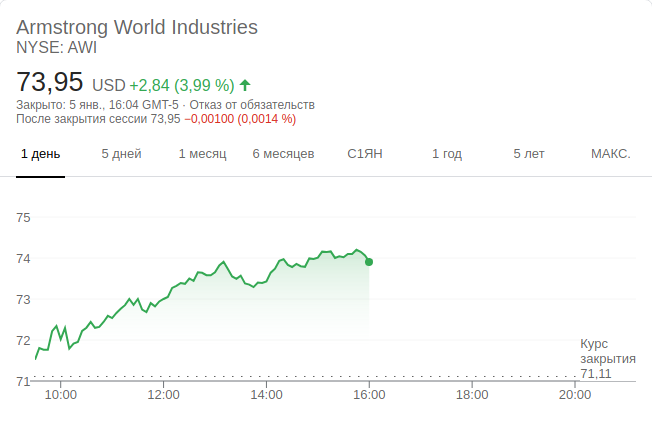 Armstrong World Industries
NYSE: AWI
73,95 USD +2,84 (3,99 %)
Закрыто: 5 янв., 16:04 GMT-5 · Отказ от обязательств
После закрытия сессии 73,95 −0,00100 (0,0014 %)
1 день 5 дней 1 месяц 6 месяцев С1ЯН 1 год 5 лет МАКС.
75
74
73
72
Курс
закрытия
71,11
71
10:00 12:00 14:00 16:00 18:00 20:00